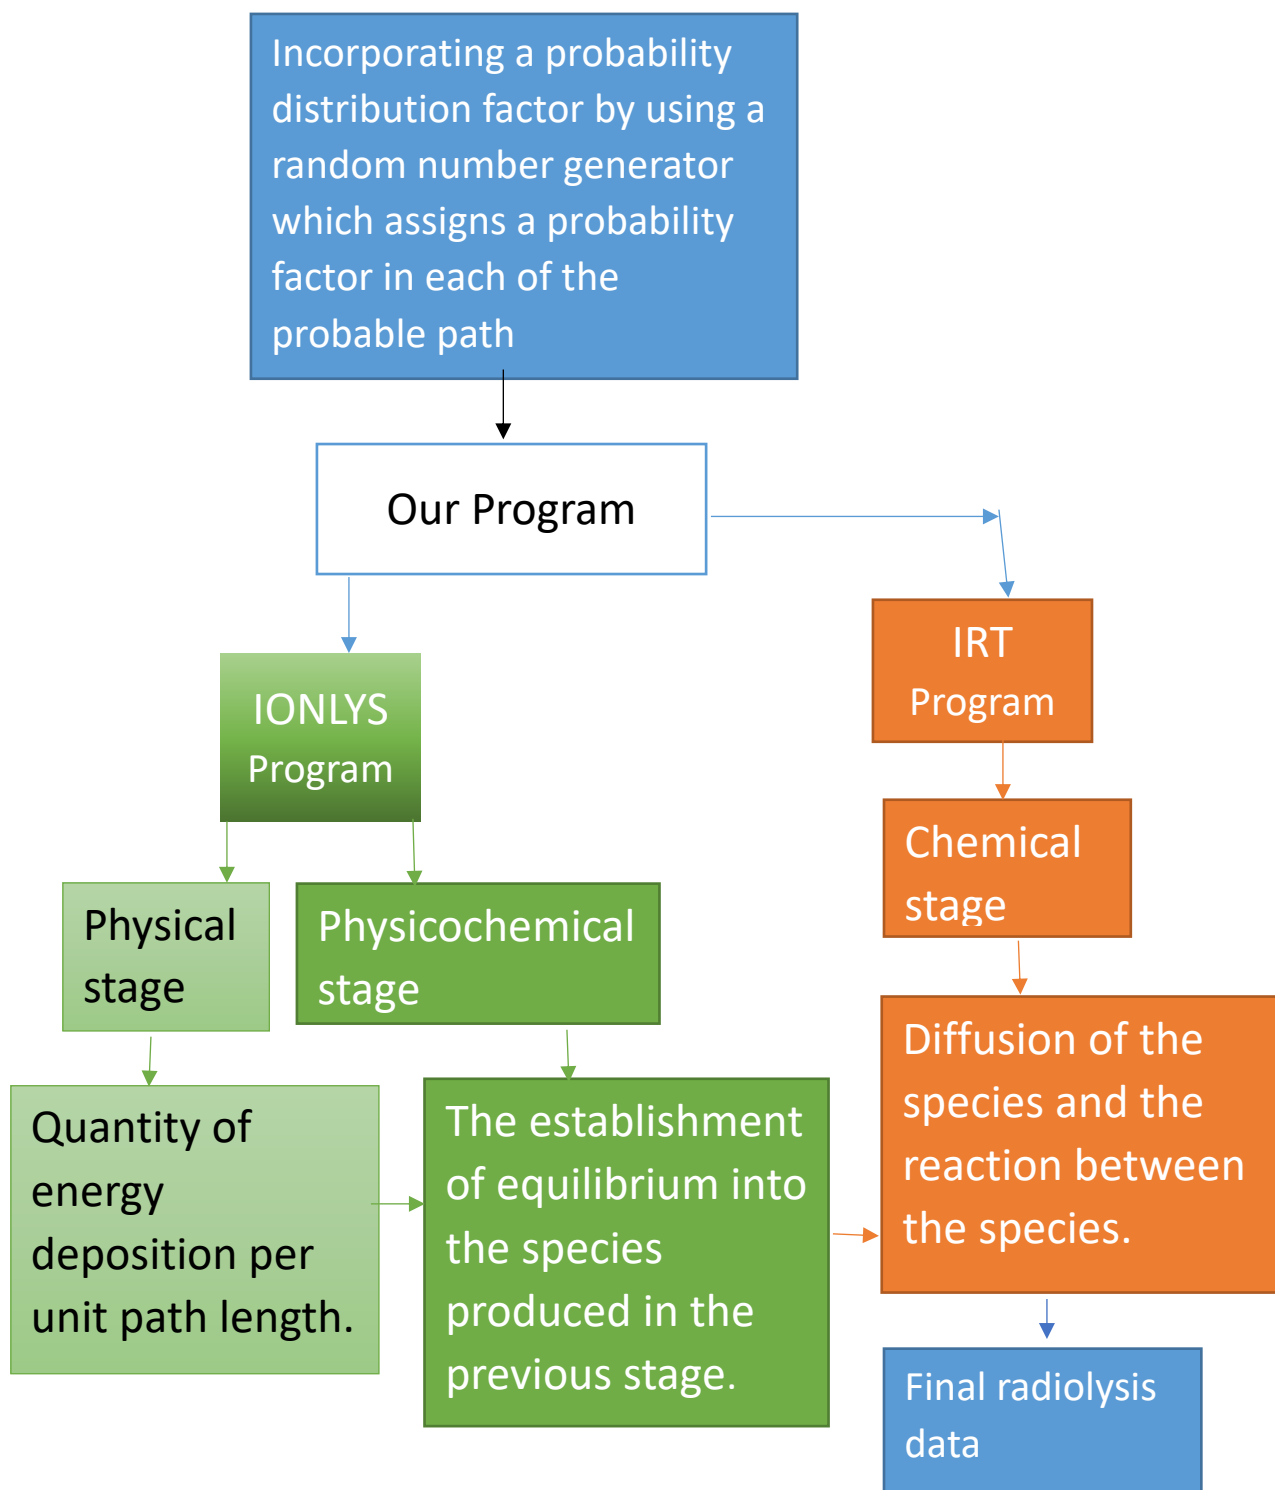 Incorporating a probability
distribution factor by using a
random number generator
which assigns a probability
factor in each of the
probable path
Our Program
IONLYS
Program
IRT
Program
Physical
stage
Physicochemical
stage
Chemical
stage
Quantity of
energy
deposition per
unit path length.
The establishment
of equilibrium into
the species
produced in the
previous stage.
Diffusion of the
species and the
reaction between
the species.
Final radiolysis
data